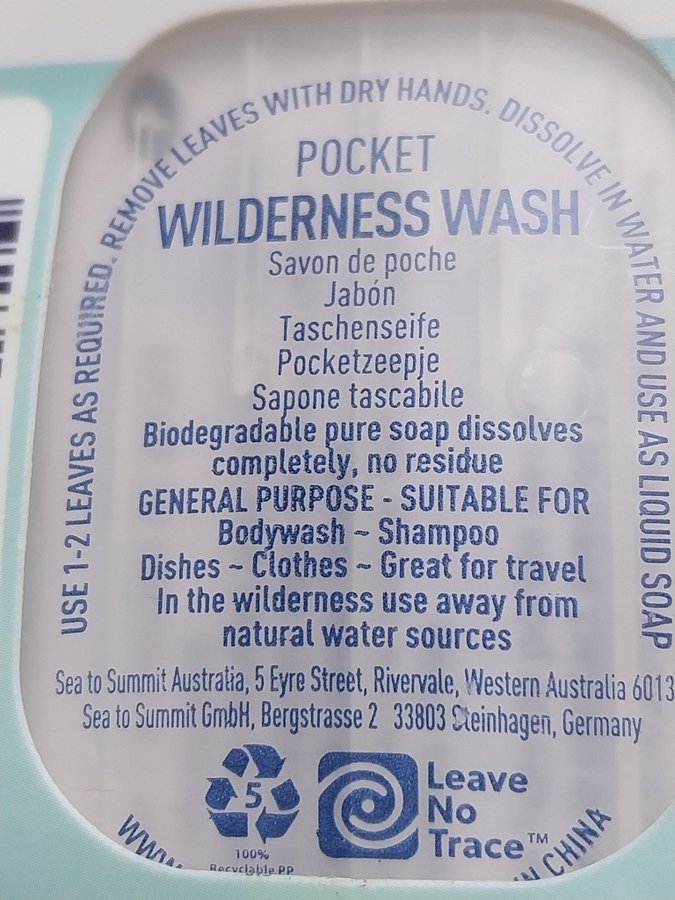 USE 1-2 LEAVES AS REQUIRED. REMOVE LEAVES WITH DRY HANDS. DISSOLVE IN WATER AND USE AS LIQUID SOAP
POCKET
WILDERNESS WASH
Savon de poche
Jabón
Taschenseife
Pocketzeepje
Sapone tascabile
Biodegradable pure soap dissolves
completely, no residue
GENERAL PURPOSE - SUITABLE FOR
Bodywash ~ Shampoo
Dishes ~ Clothes ~ Great for travel
In the wilderness use away from
natural water sources
Sea to Summit Australia, 5 Eyre Street, Rivervale, Western Australia 6013
Sea to Summit GmbH, Bergstrasse 2 33803 Steinhagen, Germany
5
100%
Recyclable PP
Leave
No
Trace™
WWW.
IN CHINA